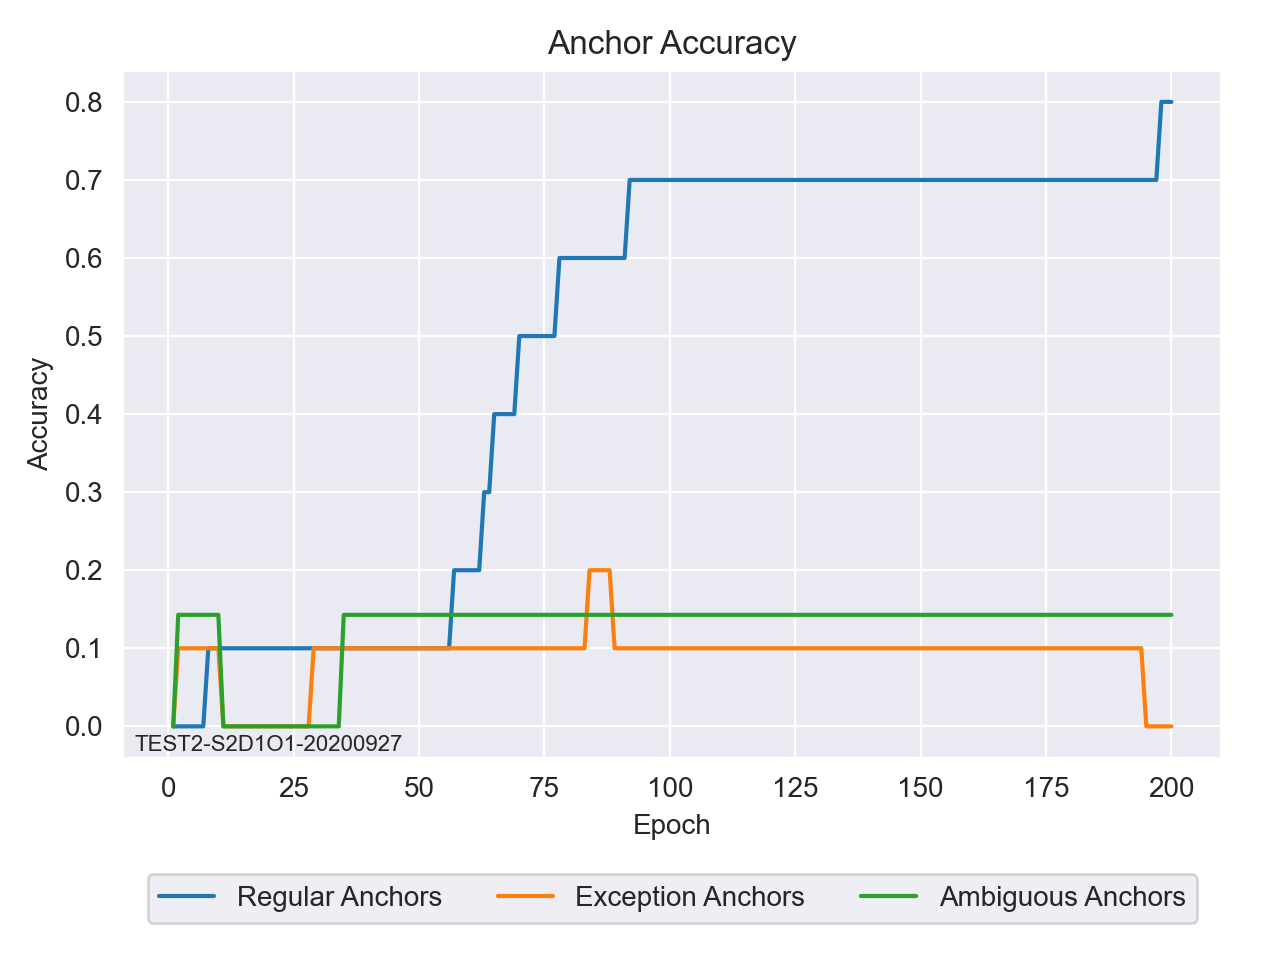 Anchor Accuracy
Accuracy
0.8
0.7
0.6
0.5
0.4
0.3
0.2
0.1
0.0
TEST2-S2D1O1-20200927
0 25 50 75 100 125 150 175 200
Epoch
Regular Anchors Exception Anchors Ambiguous Anchors